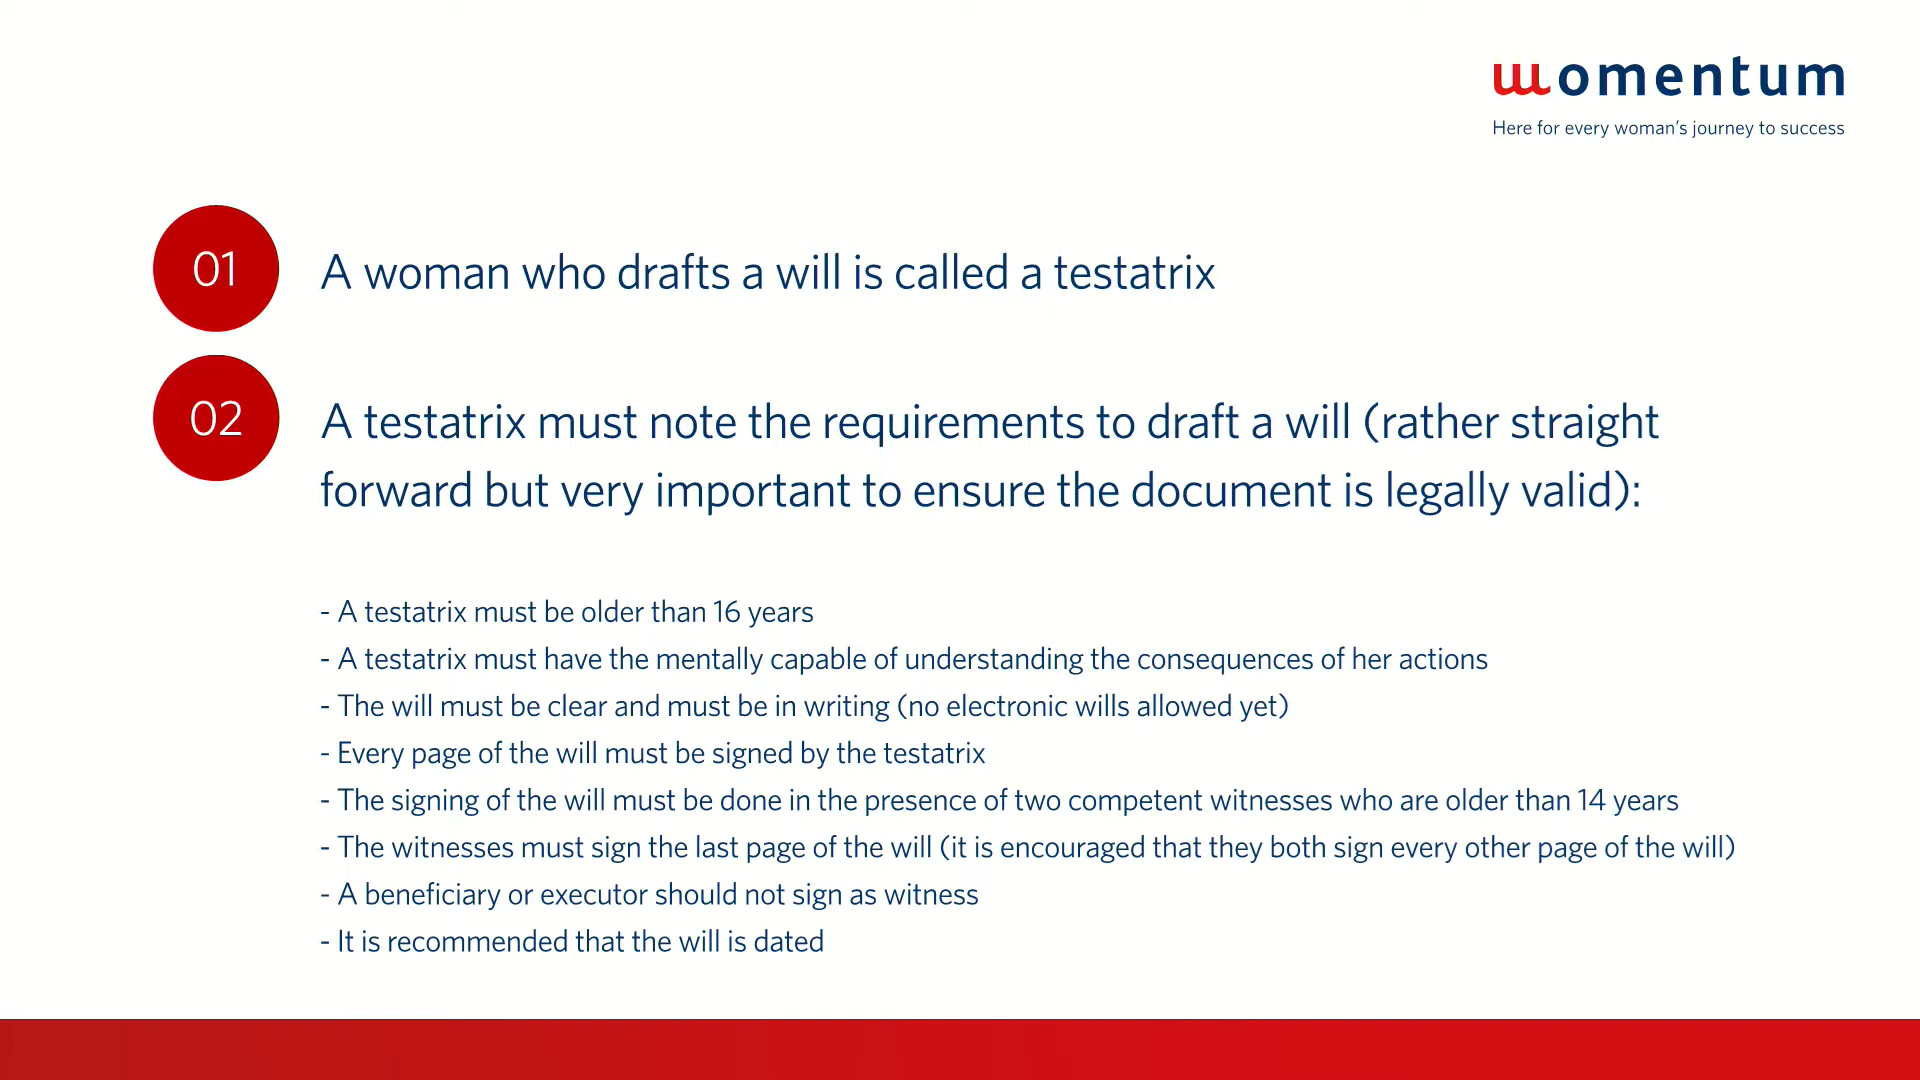 womentum
Here for every woman's journey to success
01
A woman who drafts a will is called a testatrix
02
A testatrix must note the requirements to draft a will (rather straight
forward but very important to ensure the document is legally valid):
- A testatrix must be older than 16 years
- A testatrix must have the mentally capable of understanding the consequences of her actions
- The will must be clear and must be in writing (no electronic wills allowed yet)
- Every page of the will must be signed by the testatrix
- The signing of the will must be done in the presence of two competent witnesses who are older than 14 years
- The witnesses must sign the last page of the will (it is encouraged that they both sign every other page of the will)
- A beneficiary or executor should not sign as witness
- It is recommended that the will is dated